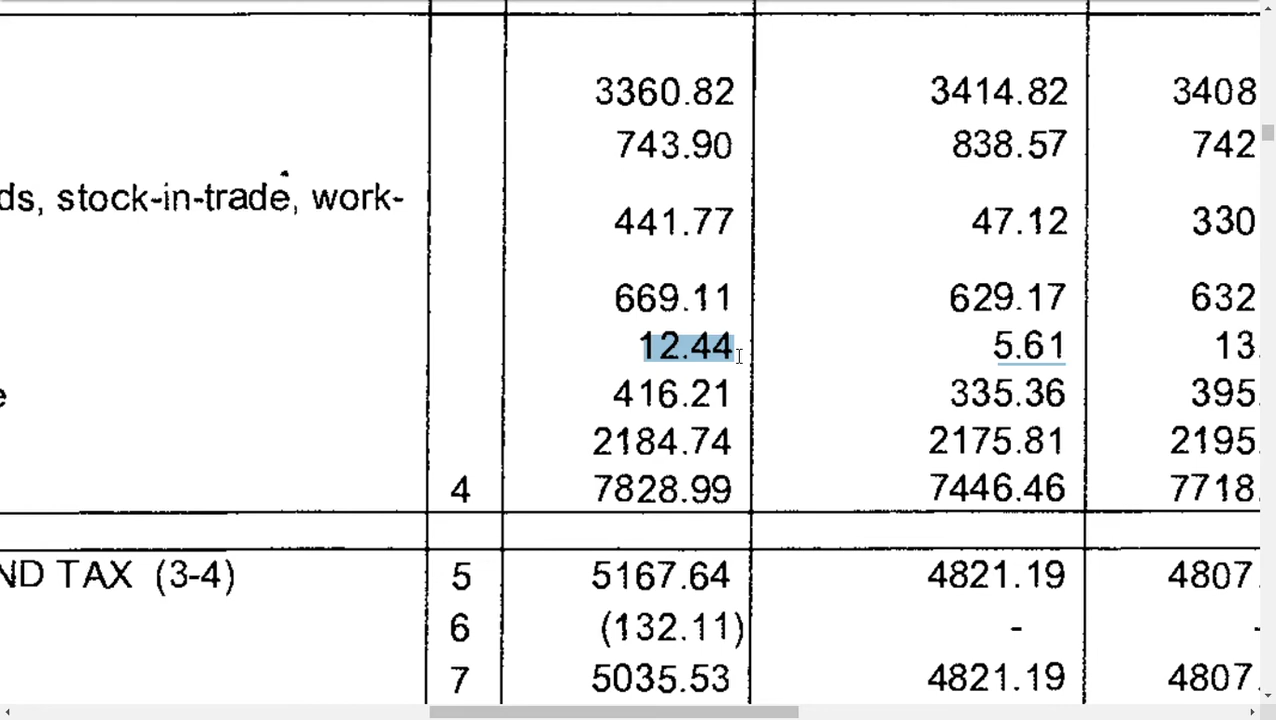 3360.82 3414.82 3408
743.90 838.57 742
ds, stock-in-trade, work-
441.77 47.12 330
669.11 629.17 632
12.44 5.61 13.
e 416.21 335.36 395.
2184.74 2175.81 2195.
4 7828.99 7446.46 7718.
ND TAX (3-4) 5 5167.64 4821.19 4807.
6 (132.11) - -
7 5035.53 4821.19 4807.